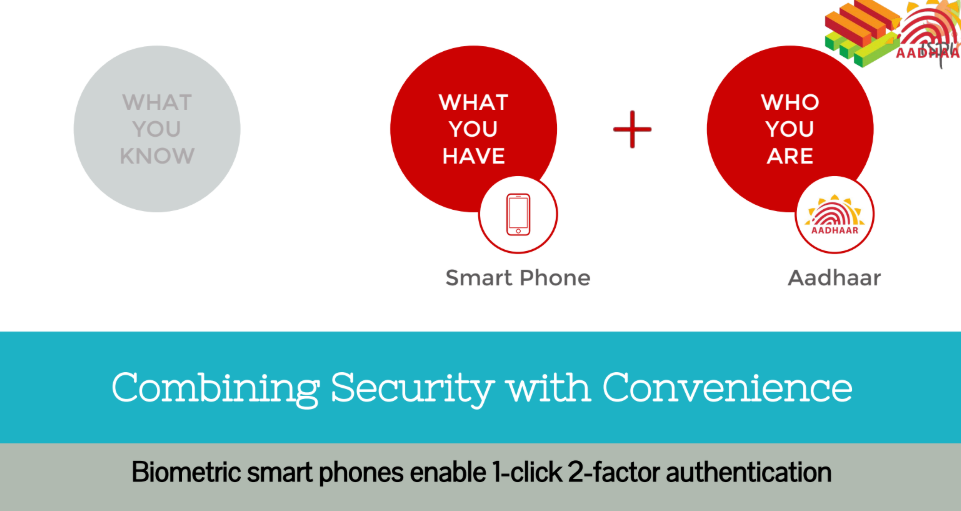 WHAT
YOU
KNOW
WHAT
YOU
HAVE
WHO
YOU
ARE
AADHAAR
AADHAAR
Smart Phone
Aadhaar
Combining Security with Convenience
Biometric smart phones enable 1-click 2-factor authentication